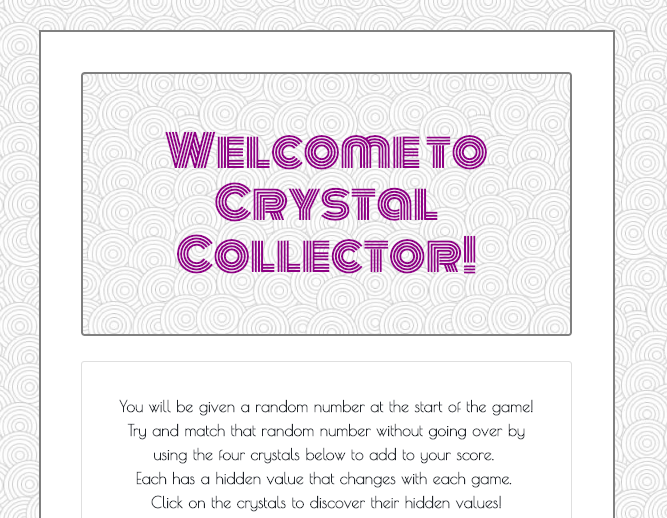 Welcome to
Crystal
Collector!
You will be given a random number at the start of the game!
Try and match that random number without going over by
using the four crystals below to add to your score.
Each has a hidden value that changes with each game.
Click on the crystals to discover their hidden values!